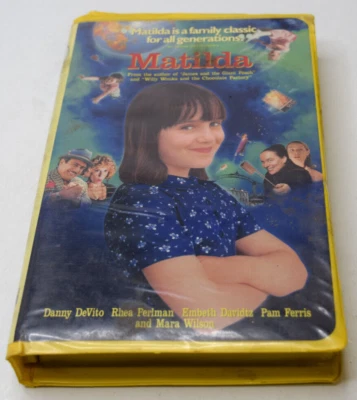 "Matilda is a family classic
for all generations!"
Matilda
From the author of "James and the Giant Peach"
and "Willy Wonka and the Chocolate Factory"
Danny DeVito Rhea Perlman Embeth Davidtz Pam Ferris
and Mara Wilson